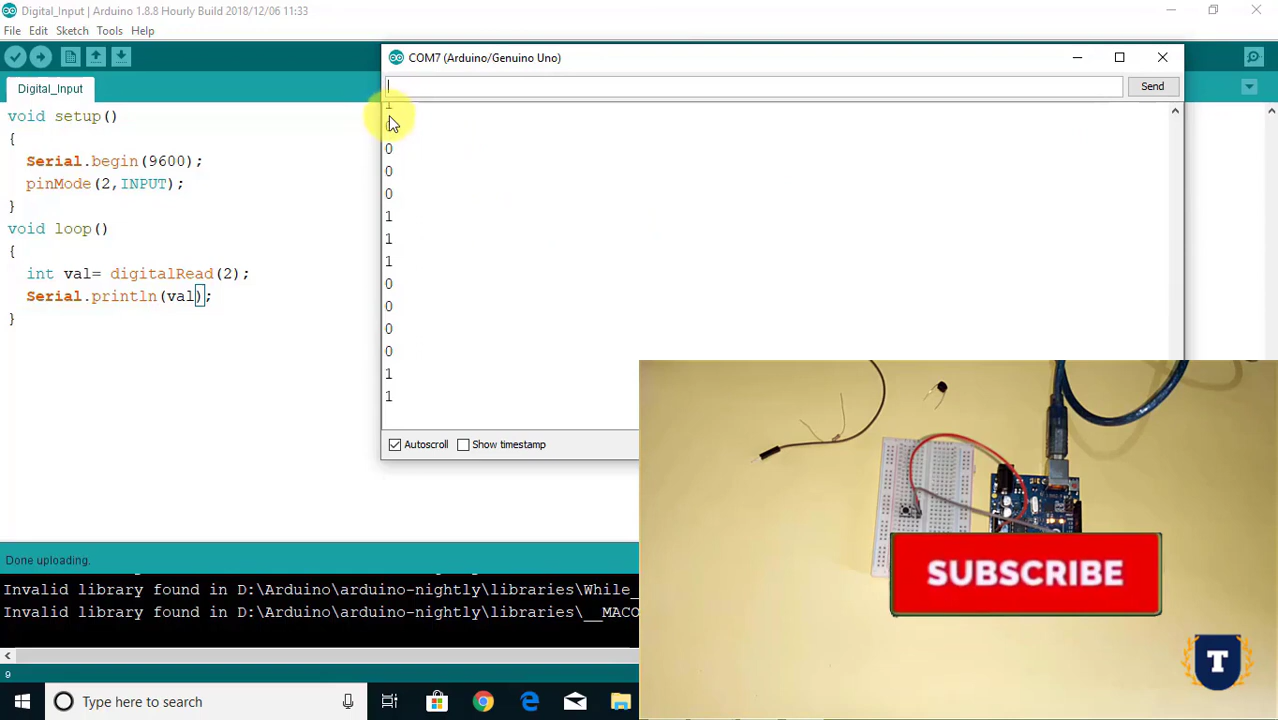 Digital_Input | Arduino 1.8.8 Hourly Build 2018/12/06 11:33
File Edit Sketch Tools Help
Digital_Input
void setup()
{
Serial.begin(9600);
pinMode(2,INPUT);
}
void loop()
{
int val= digitalRead(2);
Serial.println(val);
}
COM7 (Arduino/Genuino Uno)
Send
1
0
0
0
0
1
1
1
0
0
0
0
1
1
Autoscroll Show timestamp
Done uploading.
Invalid library found in D:\Arduino\arduino-nightly\libraries\While_
Invalid library found in D:\Arduino\arduino-nightly\libraries\__MACO
9
Type here to search
SUBSCRIBE
T